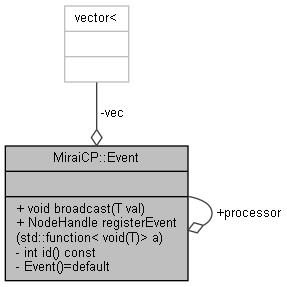 vector<
-vec
MiraiCP::Event
+ void broadcast(T val)
+ NodeHandle registerEvent
(std::function< void(T)> a)
- int id() const
- Event()=default
+processor